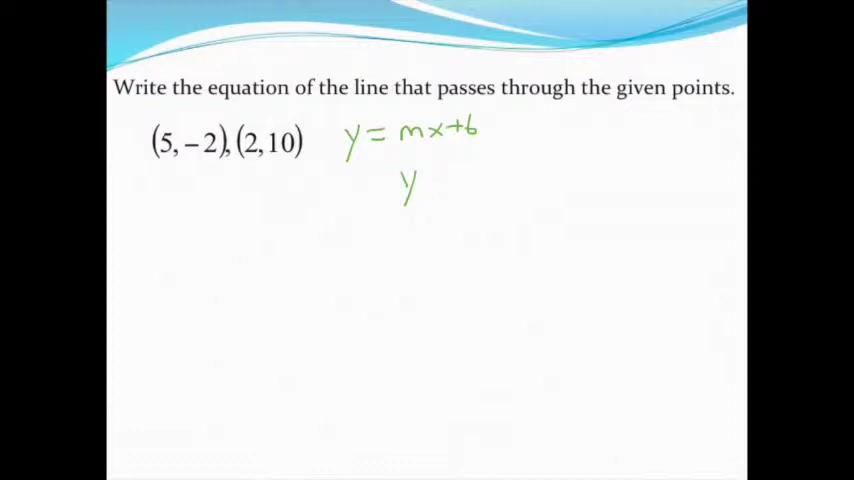 Write the equation of the line that passes through the given points.
(5, – 2), (2, 10) y = mx+b
y